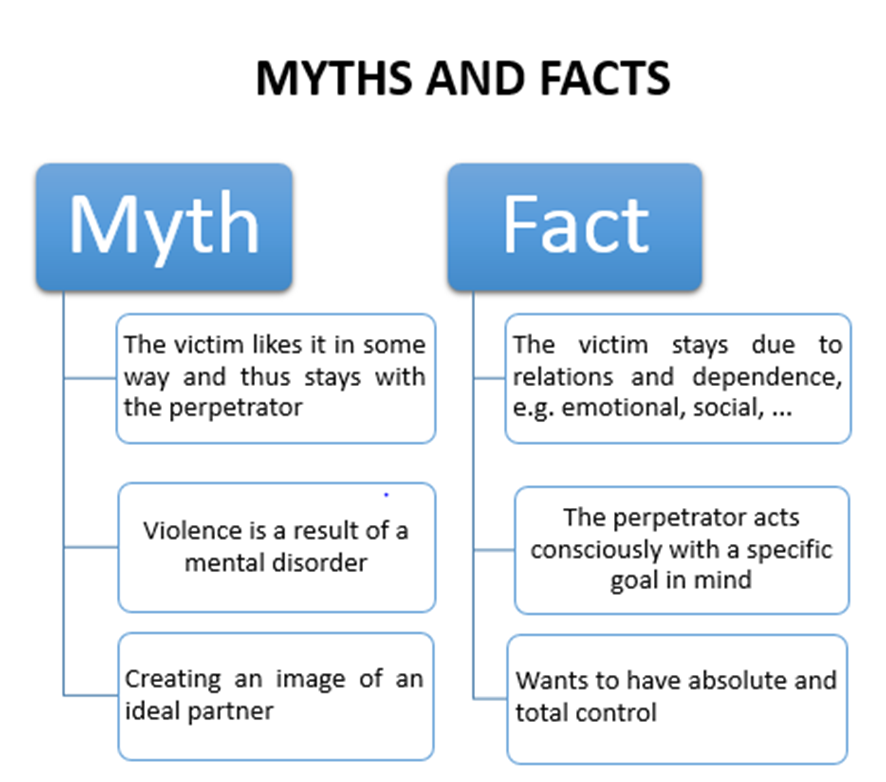 MYTHS AND FACTS
Myth
The victim likes it in some
way and thus stays with
the perpetrator
Violence is a result of a
mental disorder
Creating an image of an
ideal partner
Fact
The victim stays due to
relations and dependence,
e.g. emotional, social, ...
The perpetrator acts
consciously with a specific
goal in mind
Wants to have absolute and
total control